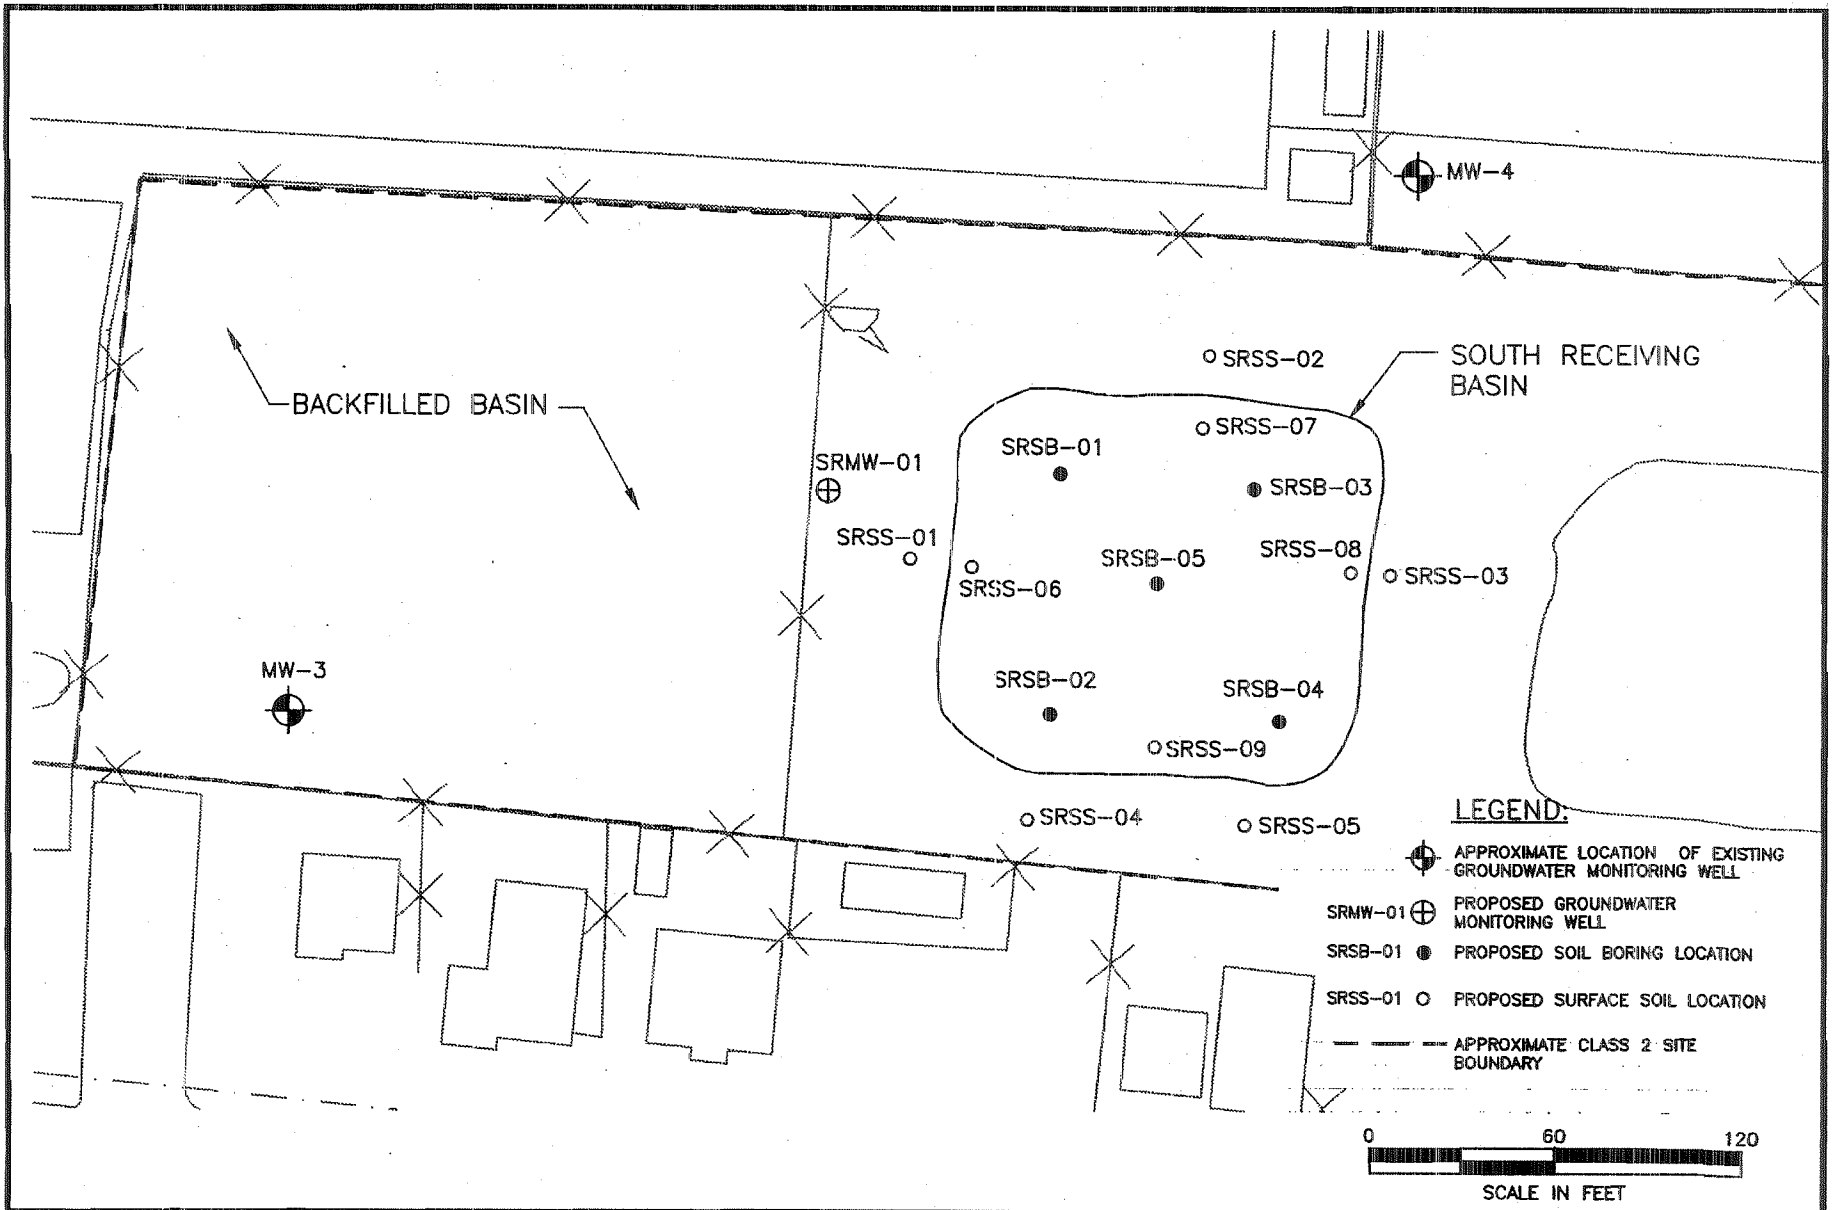 MW-4
SRSS-02
SOUTH RECEIVING
BASIN
BACKFILLED BASIN
SRSS-07
SRSB-01
SRMW-01
SRSB-03
SRSS-01
SRSS-08
SRSB-05
SRSS-03
SRSS-06
MW-3
SRSB-02
SRSB-04
SRSS-09
SRSS-04
SRSS-05
LEGEND:
APPROXIMATE LOCATION OF EXISTING
GROUNDWATER MONITORING WELL
SRMW-01 PROPOSED GROUNDWATER
MONITORING WELL
SRSB-01 PROPOSED SOIL BORING LOCATION
SRSS-01 PROPOSED SURFACE SOIL LOCATION
APPROXIMATE CLASS 2 SITE
BOUNDARY
0 60 120
SCALE IN FEET